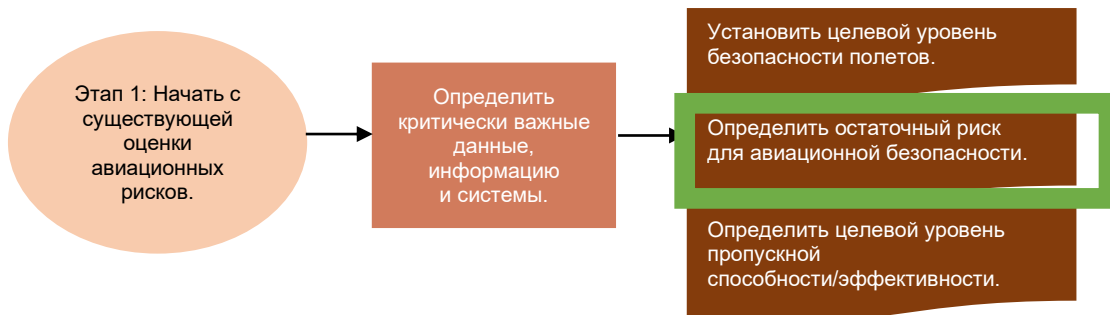 Этап 1: Начать с
существующей
оценки
авиационных
рисков.
Определить
критически важные
данные,
информацию
и системы.
Установить целевой уровень
безопасности полетов.
Определить остаточный риск
для авиационной безопасности.
Определить целевой уровень
пропускной
способности/эффективности.